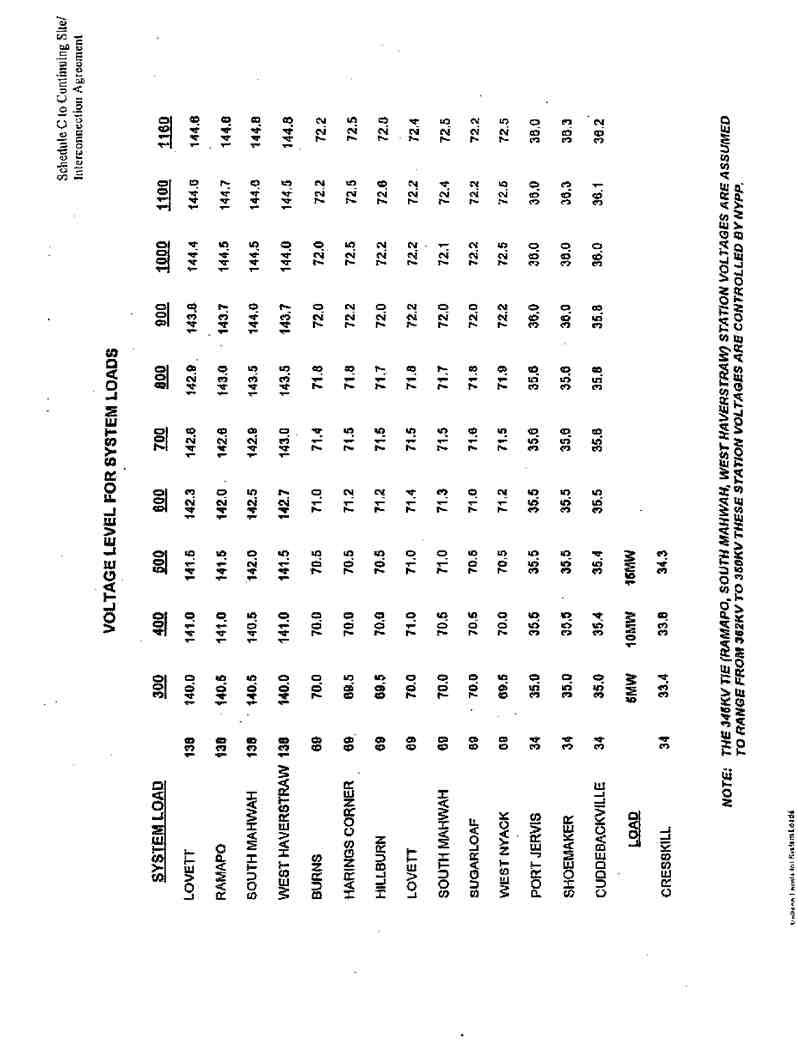 Schedule C to Continuing Site/
Interconnection Agreement
VOLTAGE LEVEL FOR SYSTEM LOADS
SYSTEM LOAD 300 400 500 600 700 800 900 1000 1100 1160
LOVETT 138 140.0 141.0 141.5 142.3 142.6 142.9 143.8 144.4 144.6 144.8
RAMAPO 138 140.5 141.0 141.5 142.0 142.6 143.0 143.7 144.5 144.7 144.8
SOUTH MAHWAH 138 140.5 140.5 142.0 142.5 142.9 143.5 144.0 144.5 144.6 144.8
WEST HAVERSTRAW 138 140.0 141.0 141.5 142.7 143.0 143.5 143.7 144.0 144.5 144.8
BURNS 69 70.0 70.0 70.5 71.0 71.4 71.8 72.0 72.0 72.2 72.2
HARINGS CORNER 69 69.5 70.0 70.5 71.2 71.5 71.8 72.2 72.5 72.5 72.5
HILLBURN 69 69.5 70.0 70.5 71.2 71.5 71.7 72.0 72.2 72.6 72.8
LOVETT 69 70.0 71.0 71.0 71.4 71.5 71.8 72.2 72.2 72.2 72.4
SOUTH MAHWAH 69 70.0 70.5 71.0 71.3 71.5 71.7 72.0 72.1 72.4 72.5
SUGARLOAF 69 70.0 70.5 70.5 71.0 71.6 71.8 72.0 72.2 72.2 72.2
WEST NYACK 69 69.5 70.0 70.5 71.2 71.5 71.9 72.2 72.5 72.5 72.5
PORT JERVIS 34 35.0 35.5 35.5 35.5 35.6 35.6 36.0 36.0 36.0 38.0
SHOEMAKER 34 35.0 35.5 35.5 35.5 35.6 35.6 36.0 36.0 36.3 36.3
CUDDEBACKVILLE 34 35.0 35.4 35.4 35.5 35.6 35.8 35.8 36.0 36.1 36.2
LOAD 5MW 10MW 15MW
CRESSKILL 34 33.4 33.8 34.3
NOTE: THE 345KV TIE (RAMAPO, SOUTH MAHWAH, WEST HAVERSTRAW) STATION VOLTAGES ARE ASSUMED
TO RANGE FROM 352KV TO 358KV THESE STATION VOLTAGES ARE CONTROLLED BY NYPP.